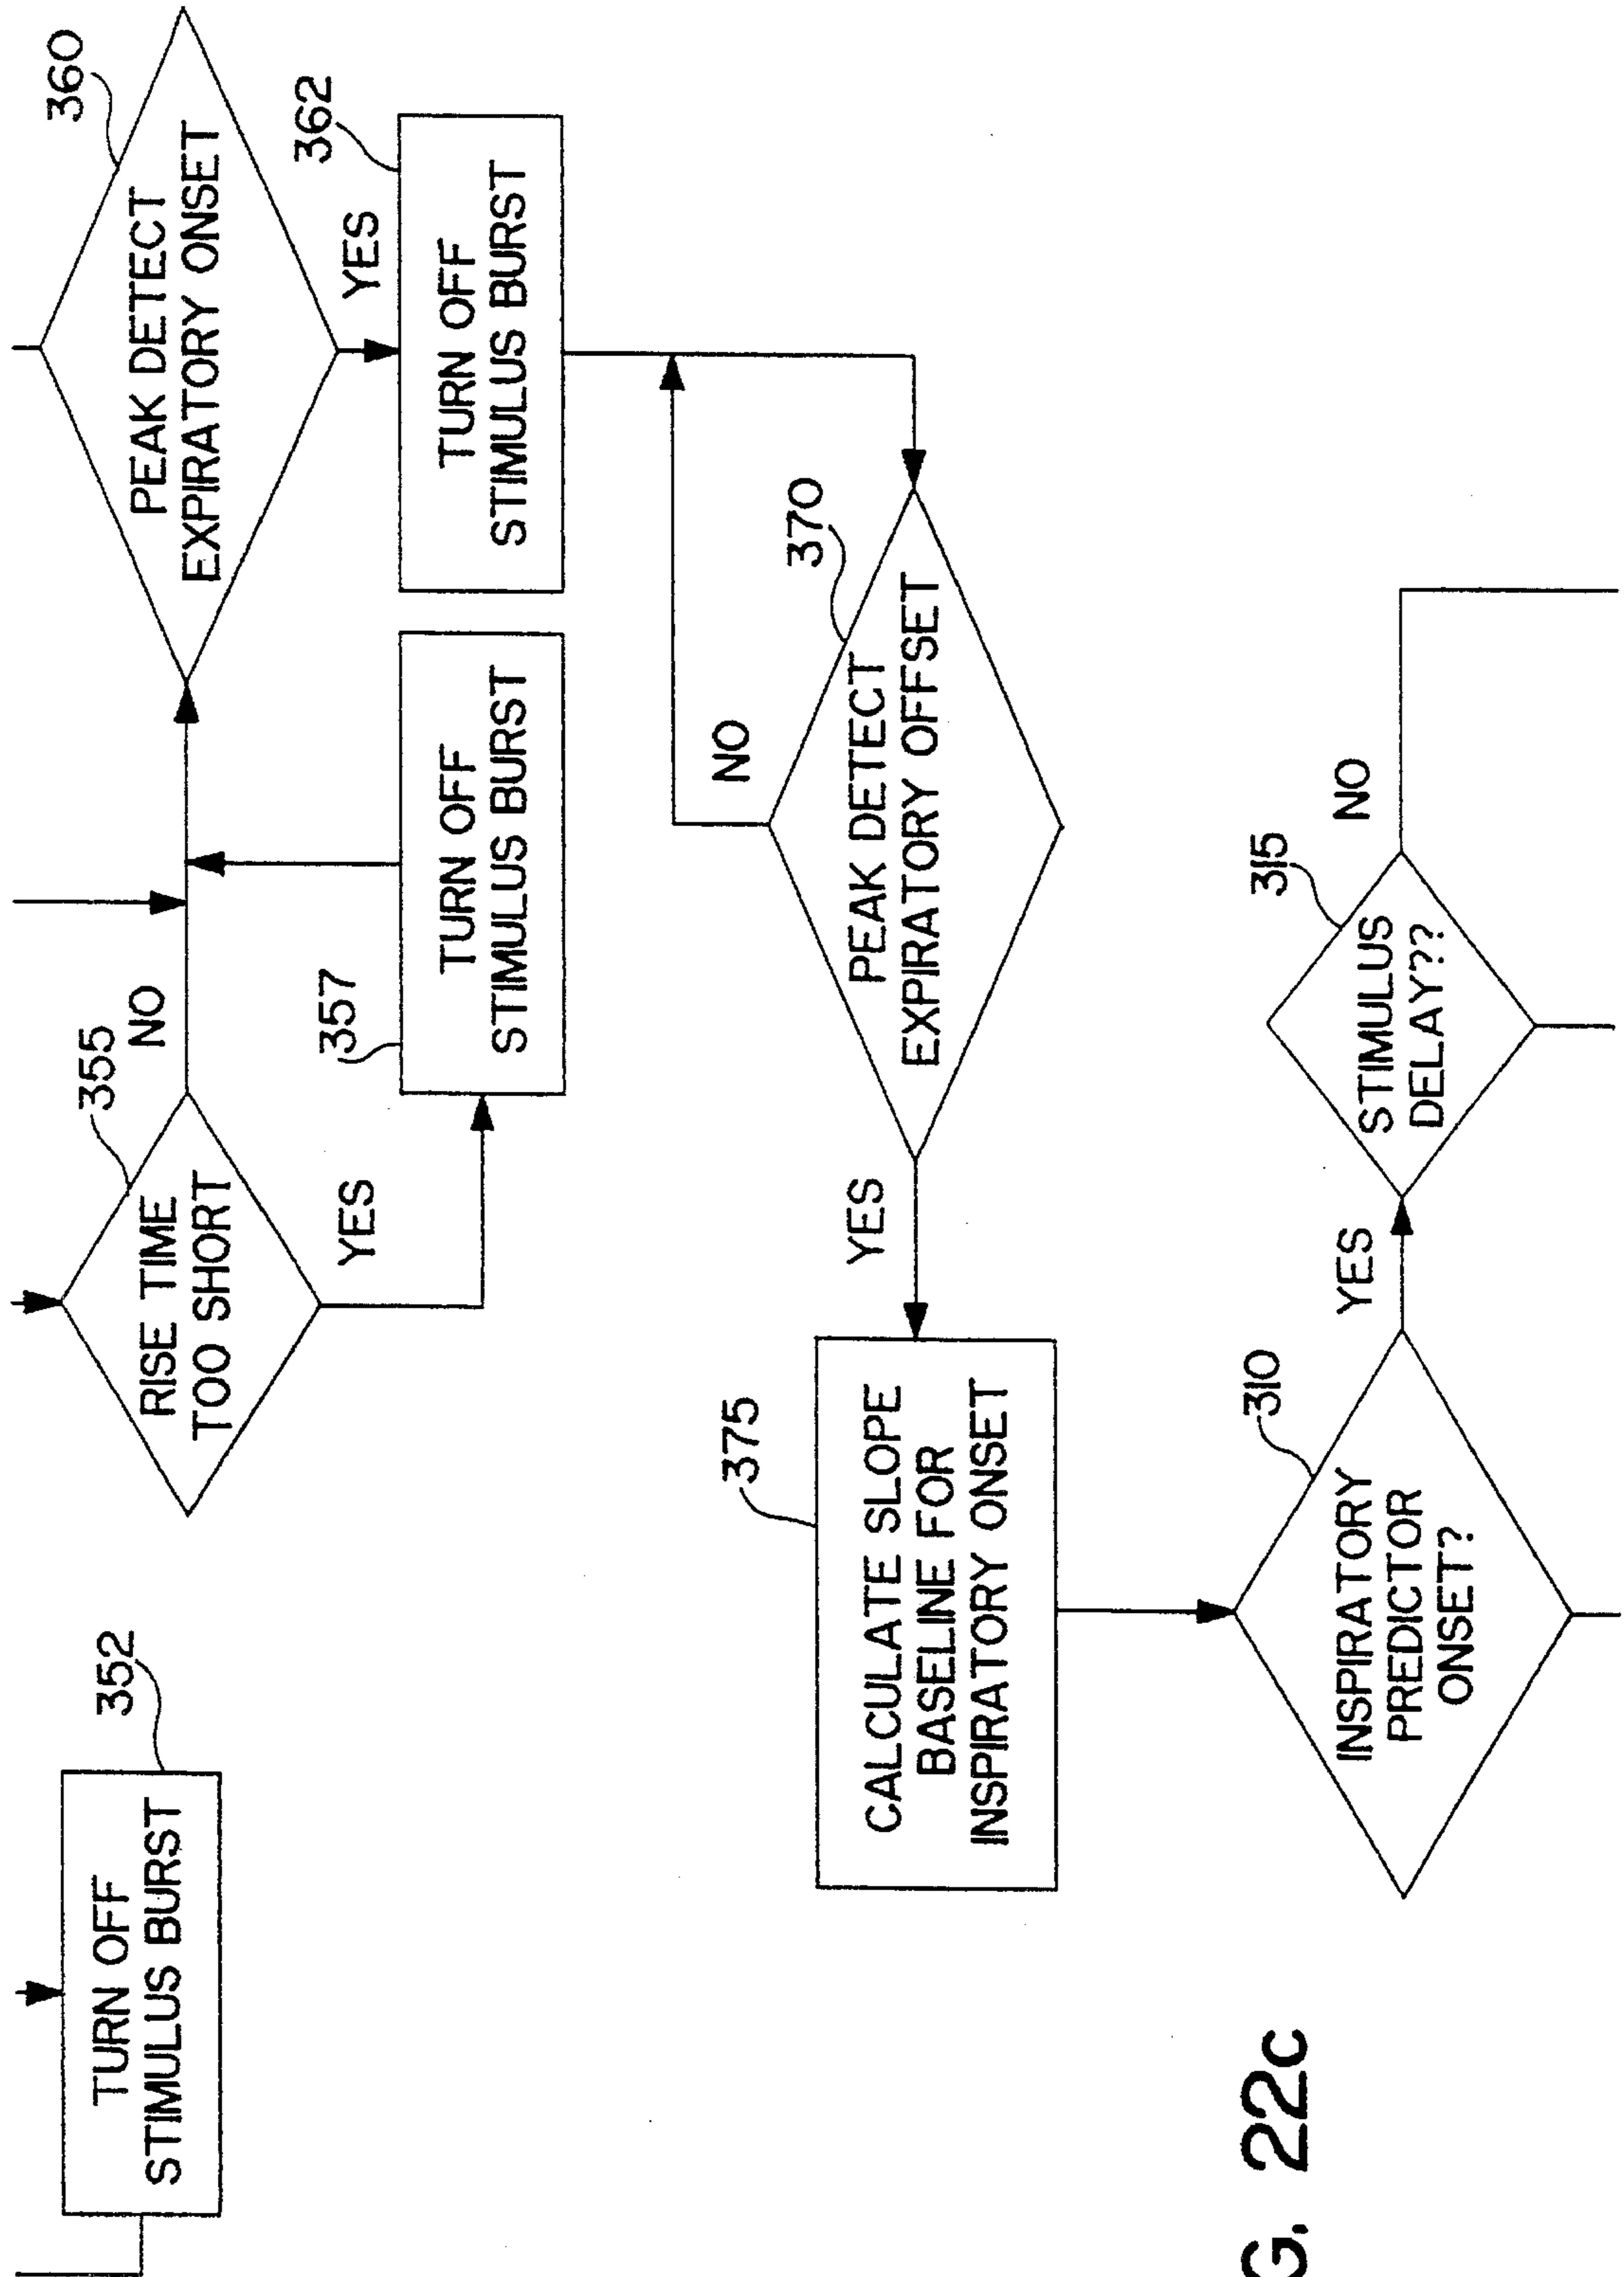 TURN OFF
STIMULUS BURST
352
RISE TIME
TOO SHORT
355
NO
YES
TURN OFF
STIMULUS BURST
357
PEAK DETECT
EXPIRATORY ONSET
360
YES
TURN OFF
STIMULUS BURST
362
PEAK DETECT
EXPIRATORY OFFSET
370
NO
YES
CALCULATE SLOPE
BASELINE FOR
INSPIRATORY ONSET
375
INSPIRATORY
PREDICTOR
ONSET?
310
YES
STIMULUS
DELAY??
315
NO
G. 22c